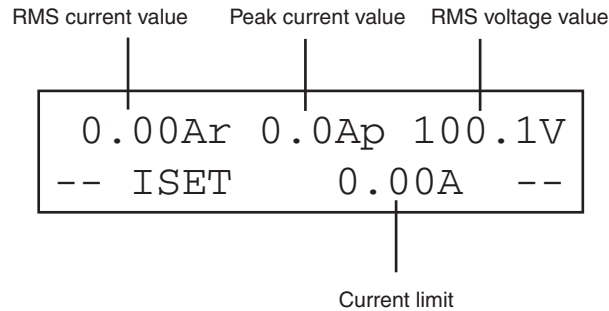 RMS current value Peak current value RMS voltage value
0.00Ar 0.0Ap 100.1V
-- ISET 0.00A --
Current limit